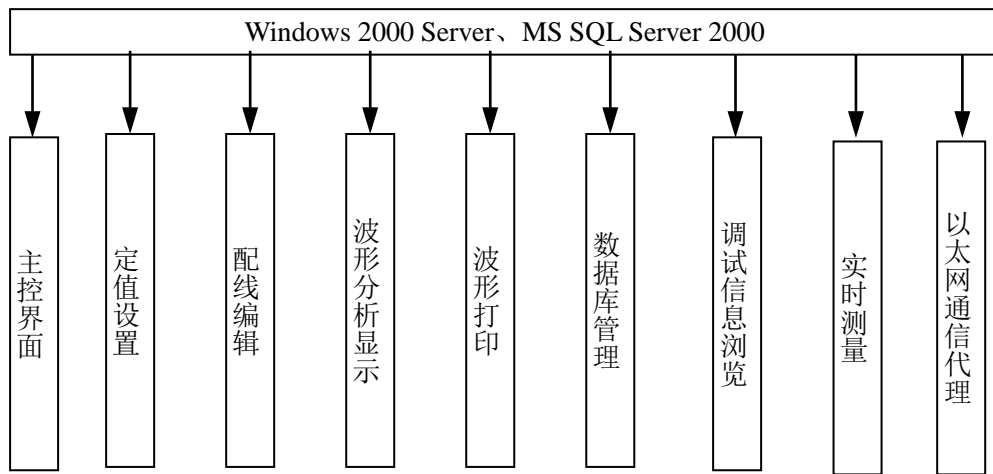 Windows 2000 Server、MS SQL Server 2000
主控界面
定值设置
配线编辑
波形分析显示
波形打印
数据库管理
调试信息浏览
实时测量
以太网通信代理